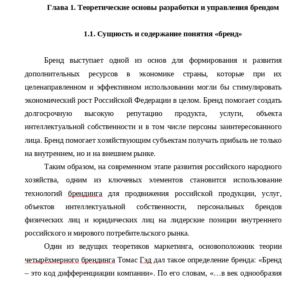 Глава 1. Теоретические основы разработки и управления брендом
1.1. Сущность и содержание понятия «бренд»
Бренд выступает одной из основ для формирования и развития
дополнительных ресурсов в экономике страны, которые при их
целенаправленном и эффективном использовании могли бы стимулировать
экономический рост Российской Федерации в целом. Бренд помогает создать
долгосрочную высокую репутацию продукта, услуги, объекта
интеллектуальной собственности и в том числе персоны заинтересованного
лица. Бренд помогает хозяйствующим субъектам получать прибыль не только
на внутреннем, но и на внешнем рынке.
Таким образом, на современном этапе развития российского народного
хозяйства, одним из ключевых элементов становится использование
технологий брендинга для продвижения российской продукции, услуг,
объектов интеллектуальной собственности, персональных брендов
физических лиц и юридических лиц на лидерские позиции внутреннего
российского и мирового потребительского рынка.
Один из ведущих теоретиков маркетинга, основоположник теории
четырёхмерного брендинга Томас Гэд дал такое определение бренда: «Бренд
– это код дифференциации компании». По его словам, «…в век однообразия